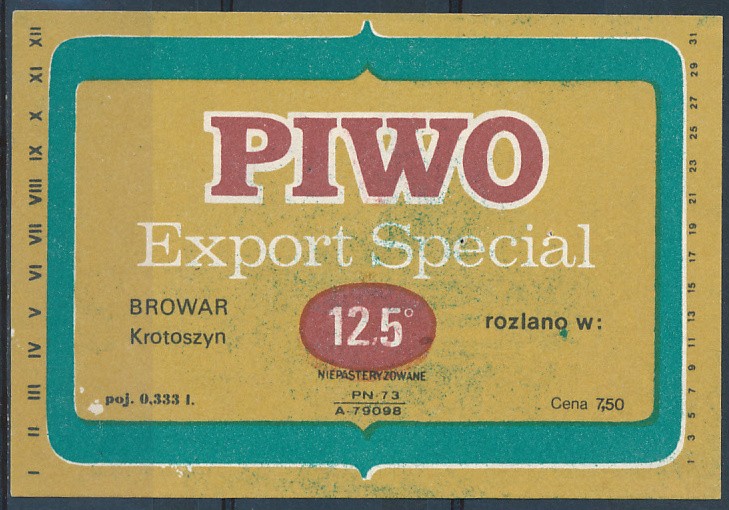 PIWO
Export Special
BROWAR
Krotoszyn
12,5°
rozlano w:
NIEPASTERYZOWANE
poj. 0,333 l.
PN-73
A-79098
Cena 7,50
I II III IV V VI VII VIII IX X XI XII
1 3 5 7 9 11 13 15 17 19 21 23 25 27 29 31